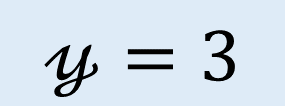 𝓎 = 3